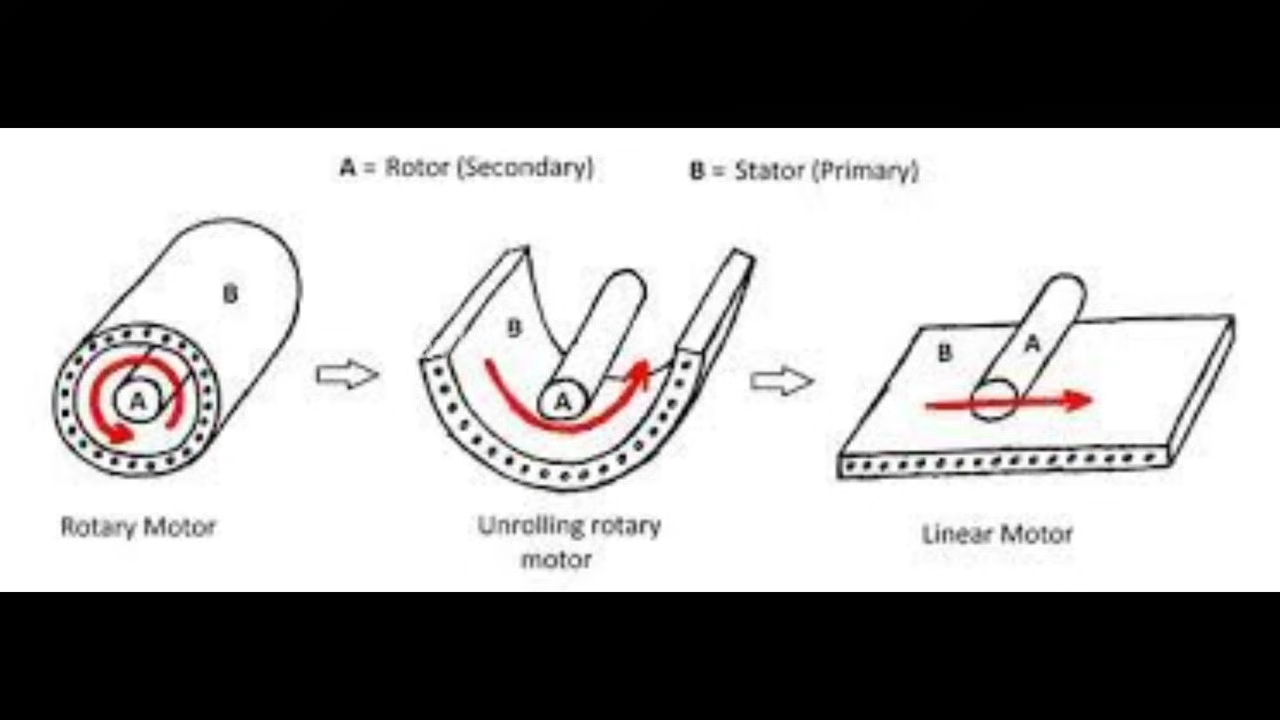 A = Rotor (Secondary)
B = Stator (Primary)
B
A
B
A
B
A
Rotary Motor
Unrolling rotary
motor
Linear Motor